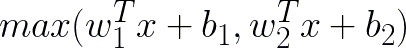 $max(w_1^T x + b_1, w_2^T x + b_2)$